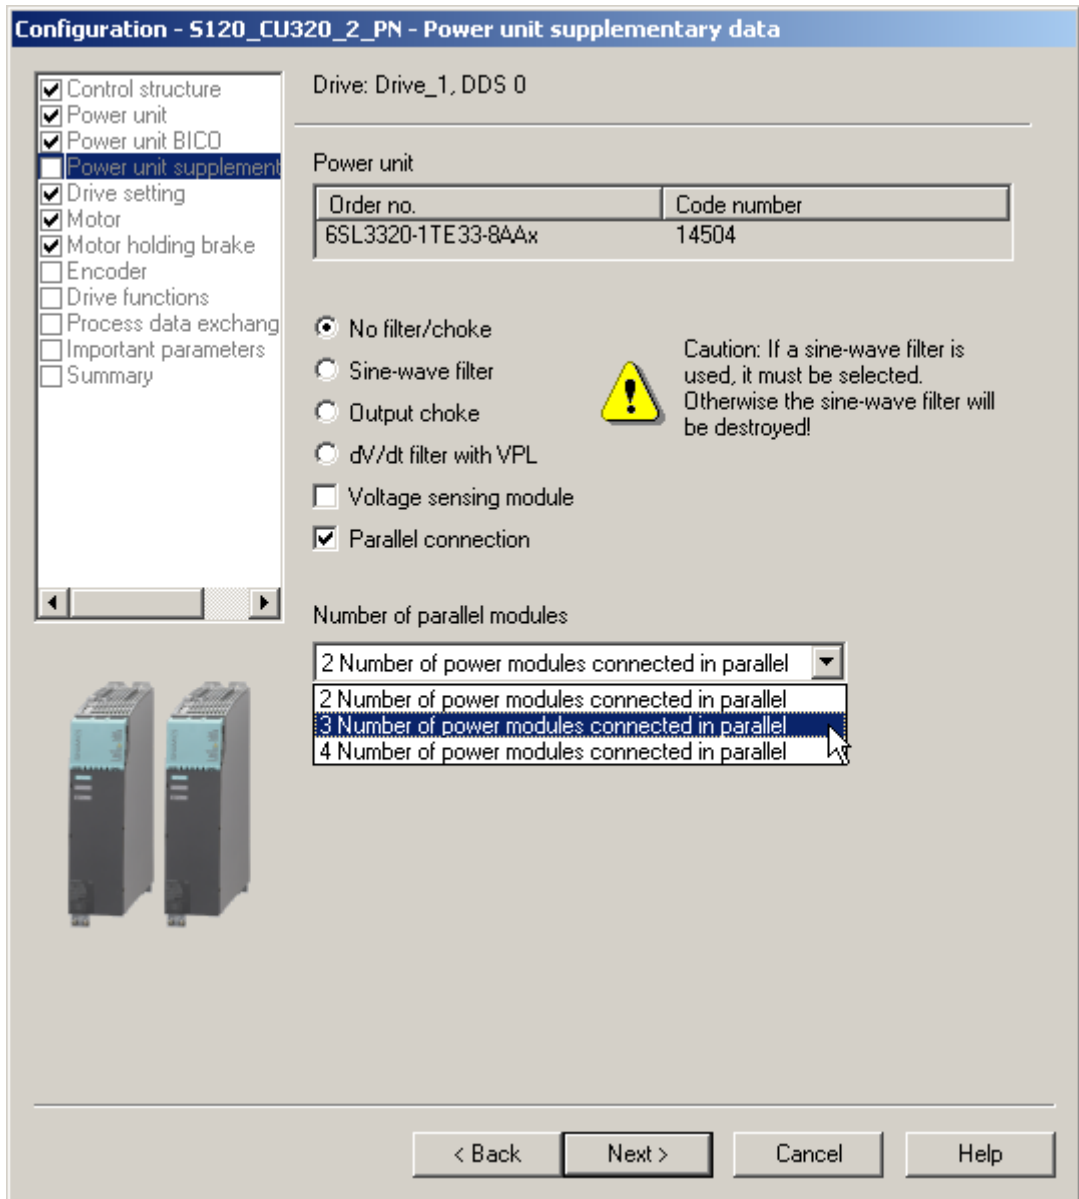 Configuration - S120_CU320_2_PN - Power unit supplementary data
Control structure
Power unit
Power unit BICO
Power unit supplement
Drive setting
Motor
Motor holding brake
Encoder
Drive functions
Process data exchang
Important parameters
Summary
Drive: Drive_1, DDS 0
Power unit
Order no. Code number
6SL3320-1TE33-8AAx 14504
No filter/choke
Sine-wave filter
Output choke
dV/dt filter with VPL
Voltage sensing module
Parallel connection
Caution: If a sine-wave filter is
used, it must be selected.
Otherwise the sine-wave filter will
be destroyed!
Number of parallel modules
2 Number of power modules connected in parallel
2 Number of power modules connected in parallel
3 Number of power modules connected in parallel
4 Number of power modules connected in parallel
< Back Next > Cancel Help